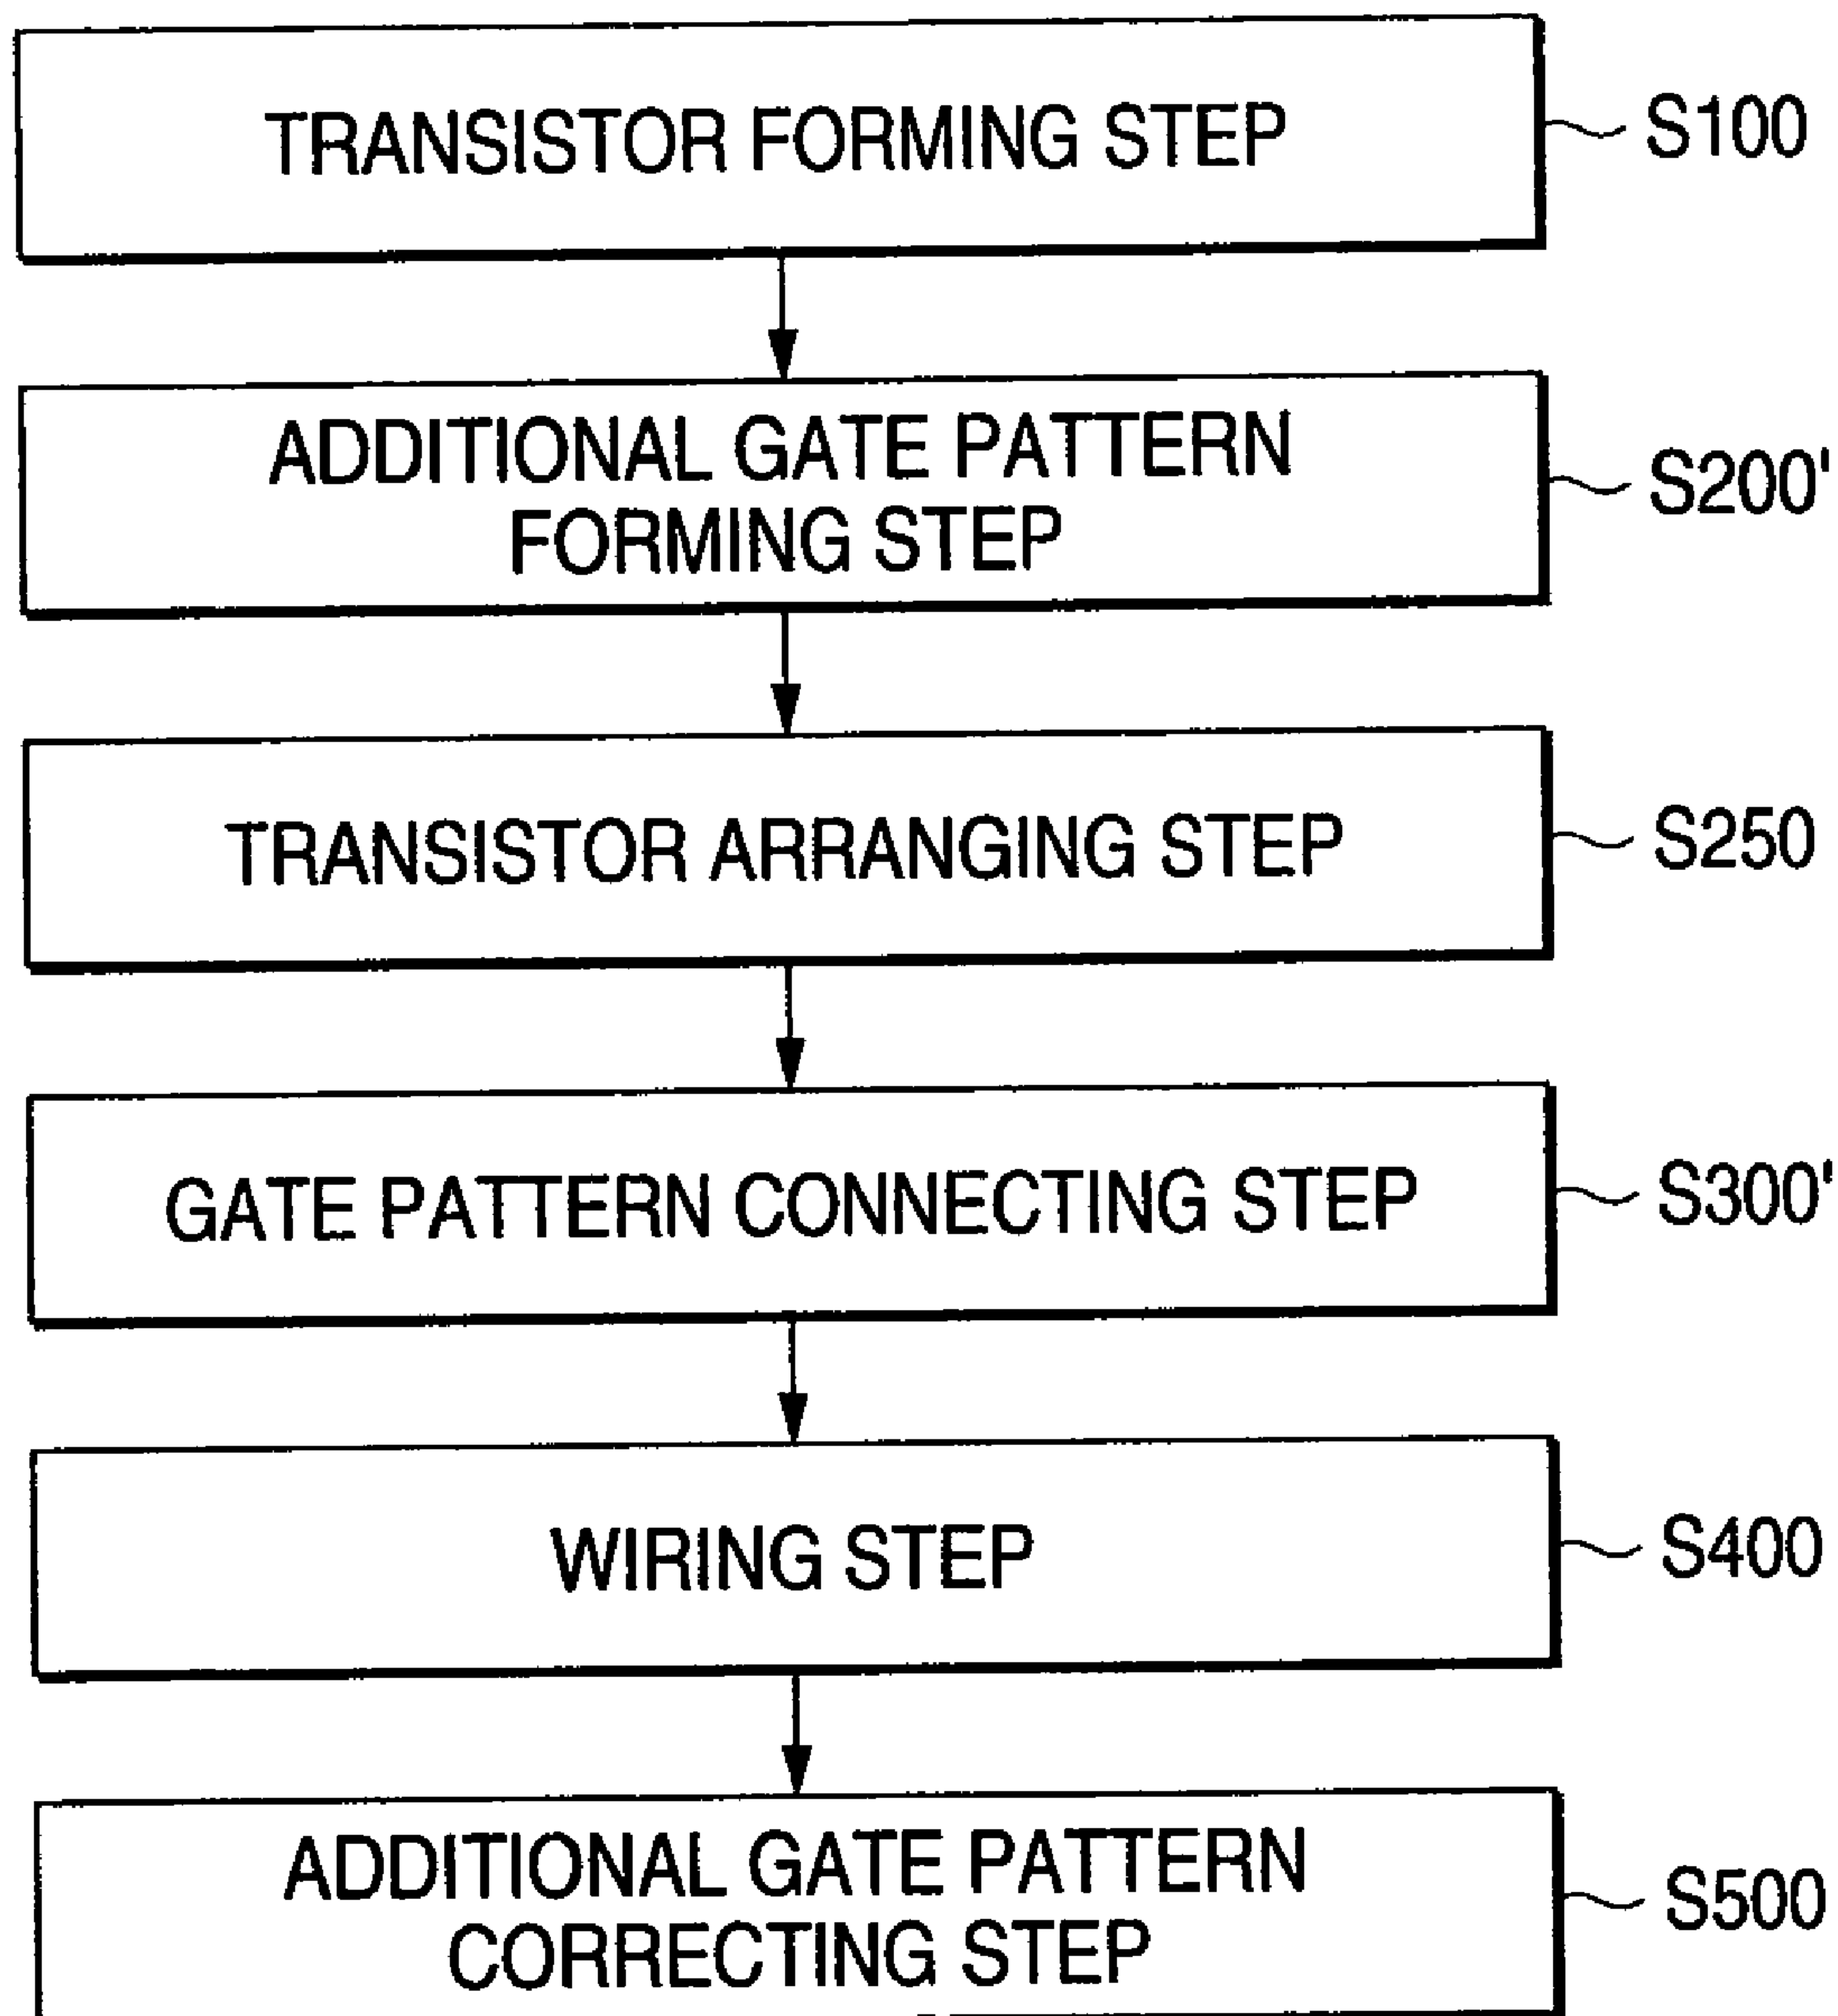 TRANSISTOR FORMING STEP
S100
ADDITIONAL GATE PATTERN
FORMING STEP
S200'
TRANSISTOR ARRANGING STEP
S250
GATE PATTERN CONNECTING STEP
S300'
WIRING STEP
S400
ADDITIONAL GATE PATTERN
CORRECTING STEP
S500